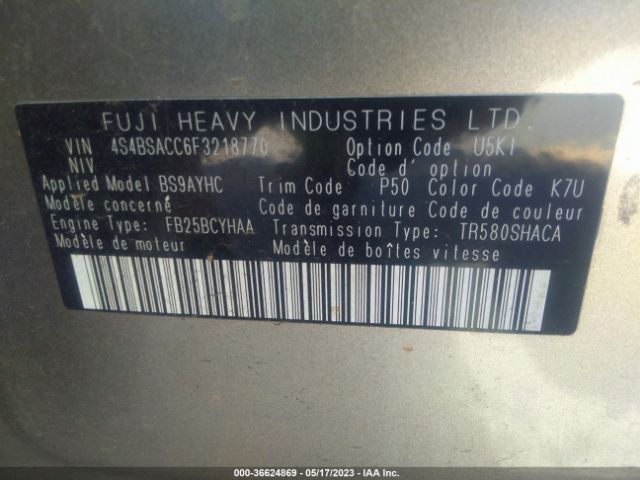 FUJI HEAVY INDUSTRIES LTD.
VIN 4S4BSACC6F3218770 Option Code U5KI
NIV Code d' option
Applied Model BS9AYHC Trim Code P50 Color Code K7U
Modèle concerné Code de garniture Code de couleur
Engine Type: FB25BCYHAA Transmission Type: TR580SHACA
Modèle de moteur Modèle de boîtes vitesse
00-36624869 - 05/17/2023 - IAA Inc.